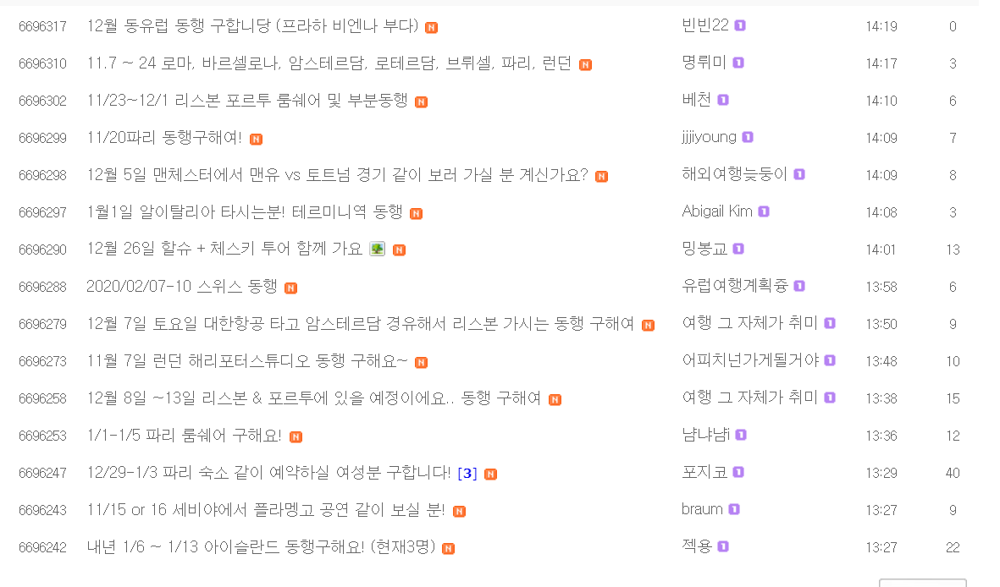 6696317 12월 동유럽 동행 구합니당 (프라하 비엔나 부다) N 빈빈22 1 14:19 0
6696310 11.7 ~ 24 로마, 바르셀로나, 암스테르담, 로테르담, 브뤼셀, 파리, 런던 N 명뤼미 1 14:17 3
6696302 11/23~12/1 리스본 포르투 룸쉐어 및 부분동행 N 베천 1 14:10 6
6696299 11/20파리 동행구해여! N jjjiyoung 1 14:09 7
6696298 12월 5일 맨체스터에서 맨유 vs 토트넘 경기 같이 보러 가실 분 계신가요? N 해외여행늦둥이 1 14:09 8
6696297 1월1일 알이탈리아 타시는분! 테르미니역 동행 N Abigail Kim 1 14:08 3
6696290 12월 26일 할슈 + 체스키 투어 함께 가요 N 밍봉교 1 14:01 13
6696288 2020/02/07-10 스위스 동행 N 유럽여행계획즁 1 13:58 6
6696279 12월 7일 토요일 대한항공 타고 암스테르담 경유해서 리스본 가시는 동행 구해여 N 여행 그 자체가 취미 1 13:50 9
6696273 11월 7일 런던 해리포터스튜디오 동행 구해요~ N 어피치넌가게될거야 1 13:48 10
6696258 12월 8일 ~13일 리스본 & 포르투에 있을 예정이에요.. 동행 구해여 N 여행 그 자체가 취미 1 13:38 15
6696253 1/1-1/5 파리 룸쉐어 구해요! N 냠냐냠i 1 13:36 12
6696247 12/29-1/3 파리 숙소 같이 예약하실 여성분 구합니다! [3] N 포지코 1 13:29 40
6696243 11/15 or 16 세비야에서 플라멩고 공연 같이 보실 분! N braum 1 13:27 9
6696242 내년 1/6 ~ 1/13 아이슬란드 동행구해요! (현재3명) N 젝용 1 13:27 22